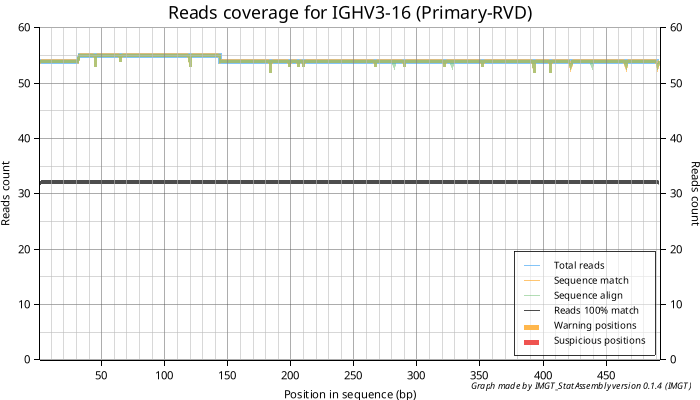 Reads coverage for IGHV3-16 (Primary-RVD)
60 60
50 50
40 40
30 30
20 20
10 10
0 0
Reads count
Reads count
Total reads
Sequence match
Sequence align
Reads 100% match
Warning positions
Suspicious positions
50 100 150 200 250 300 350 400 450
Position in sequence (bp)
Graph made by IMGT_StatAssembly version 0.1.4 (IMGT)